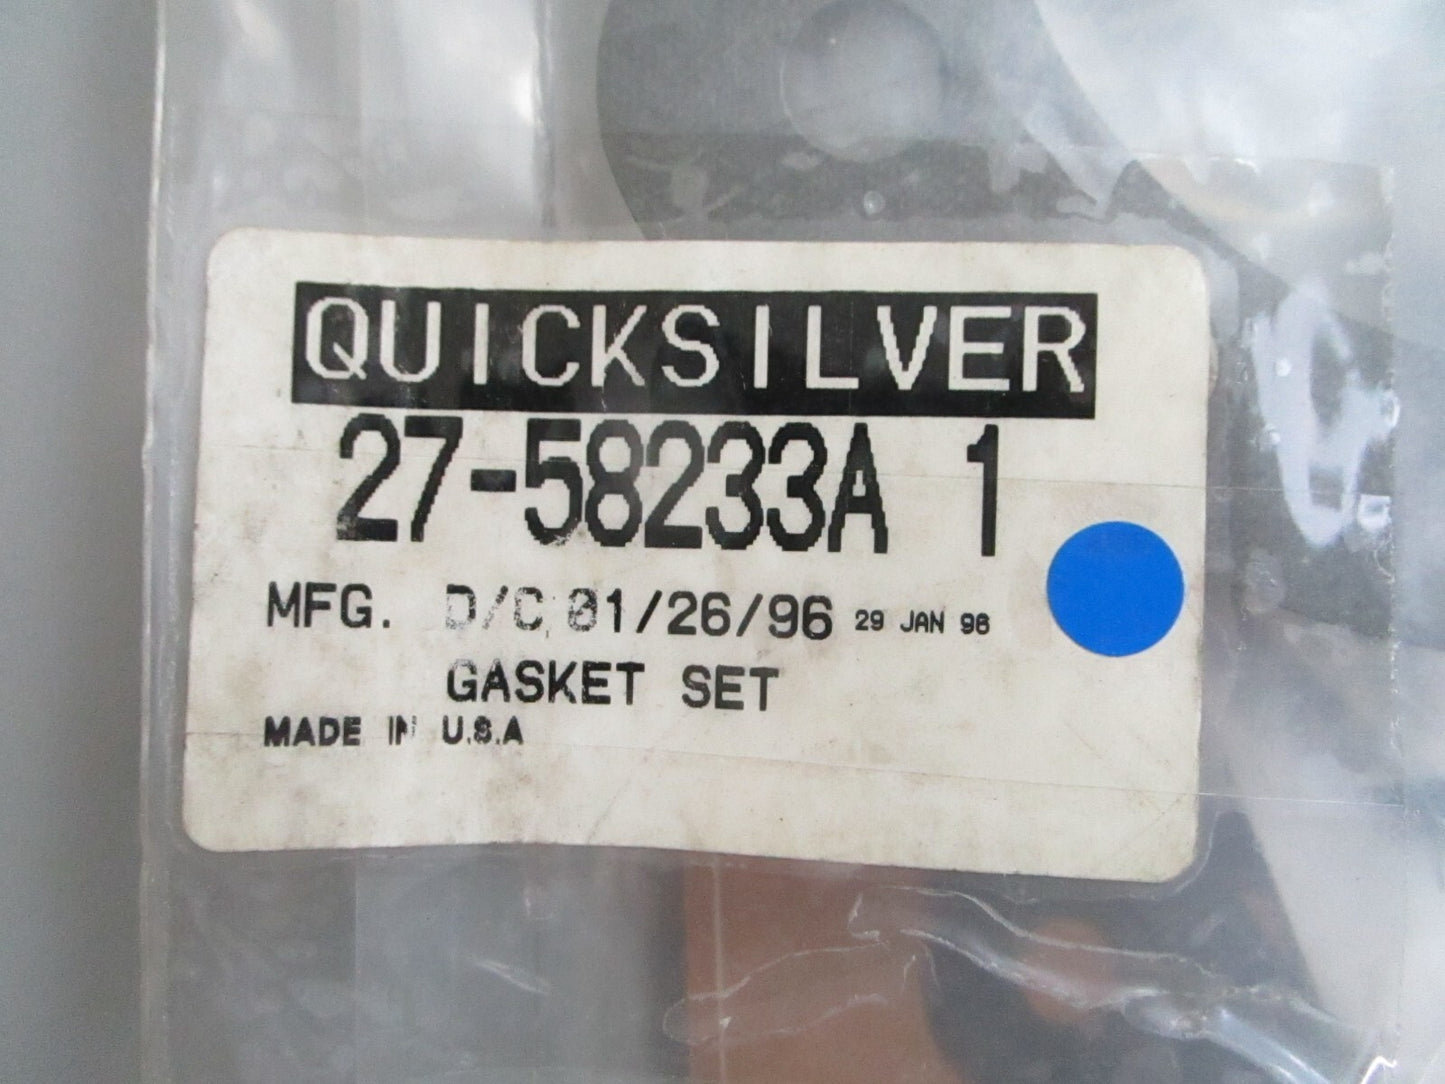 QUICKSILVER
27-58233A 1
MFG. D/C 01/26/96 29 JAN 96
GASKET SET
MADE IN U.S.A